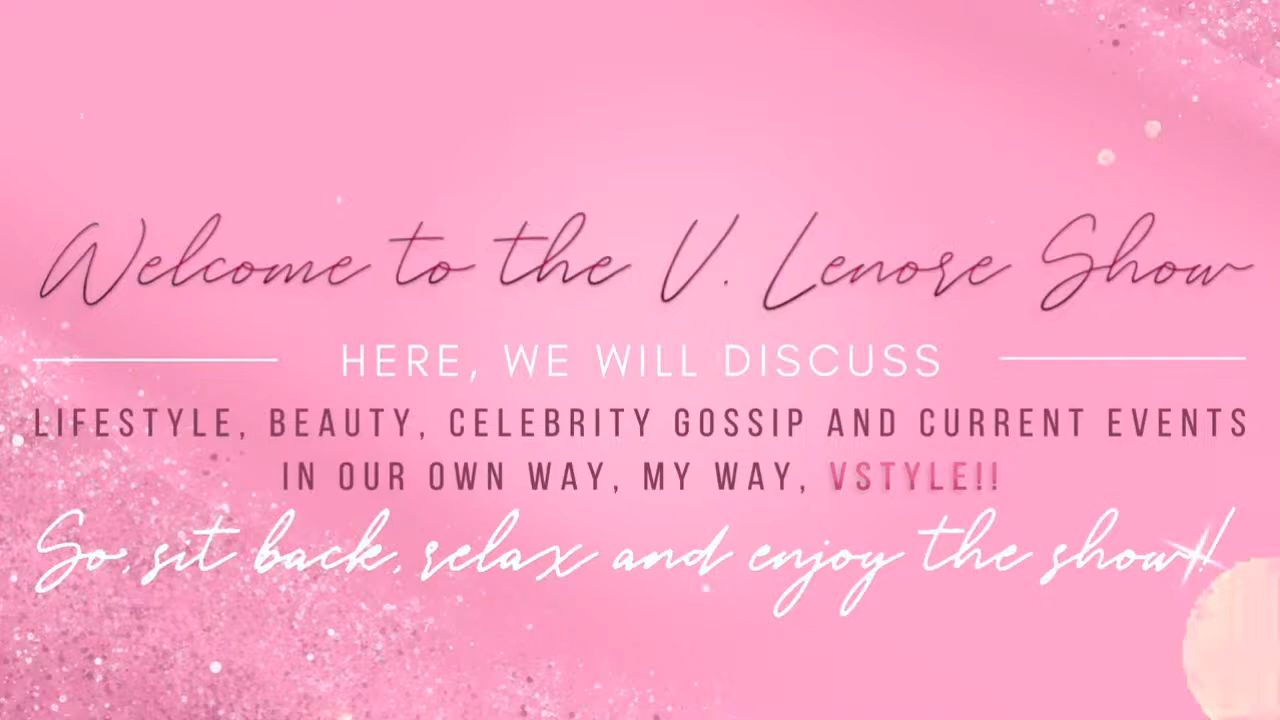 Welcome to the V. Lenore Show
HERE, WE WILL DISCUSS
LIFESTYLE, BEAUTY, CELEBRITY GOSSIP AND CURRENT EVENTS
IN OUR OWN WAY, MY WAY, VSTYLE!!
So, sit back, relax and enjoy the show!!